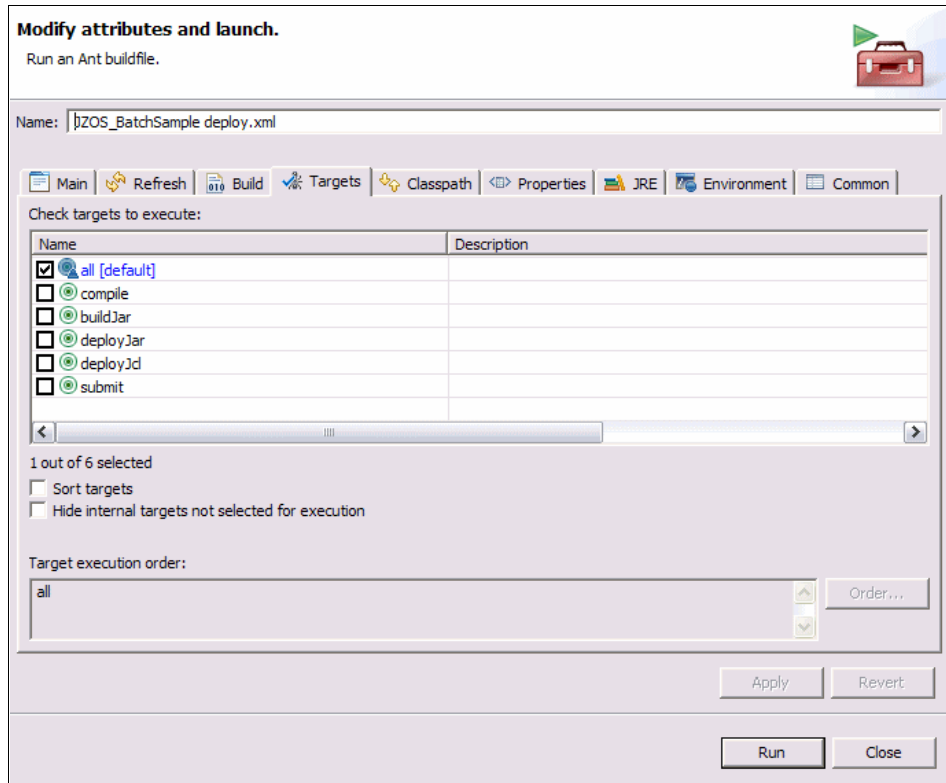 Modify attributes and launch.
Run an Ant buildfile.
Name: JZOS_BatchSample deploy.xml
Main Refresh Build Targets Classpath Properties JRE Environment Common
Check targets to execute:
Name Description
all [default]
compile
buildJar
deployJar
deployJcl
submit
1 out of 6 selected
Sort targets
Hide internal targets not selected for execution
Target execution order:
all
Order...
Apply Revert
Run Close